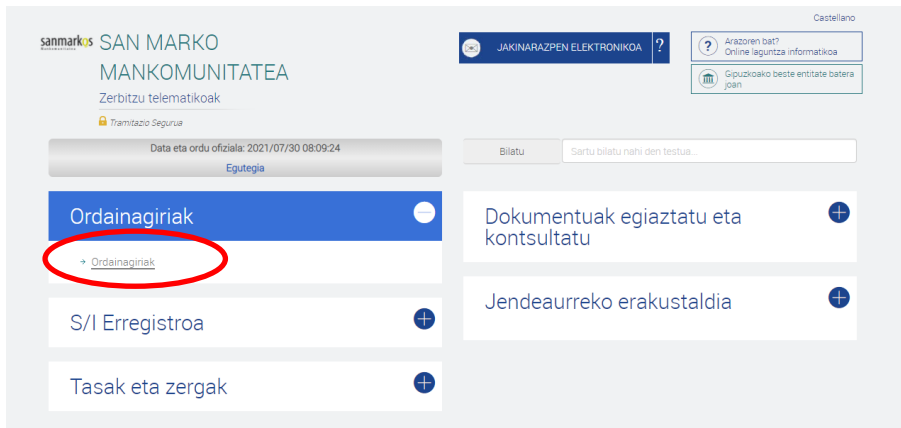 Castellano
sanmarkos
SAN MARKO
MANKOMUNITATEA
Zerbitzu telematikoak
Tramitazio Segurua
JAKINARAZPEN ELEKTRONIKOA ?
? Arazoren bat?
Online laguntza informatikoa
Gipuzkoako beste entitate batera
joan
Data eta ordu ofiziala: 2021/07/30 08:09:24
Egutegia
Bilatu
Sartu bilatu nahi den testua...
Ordainagiriak
→ Ordainagiriak
S/I Erregistroa
Tasak eta zergak
Dokumentuak egiaztatu eta
kontsultatu
Jendeaurreko erakustaldia